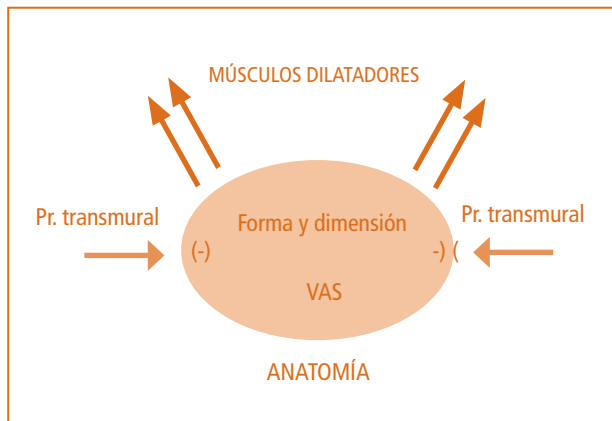 MÚSCULOS DILATADORES
Pr. transmural
Forma y dimensión
Pr. transmural
(-)
-) (
VAS
ANATOMÍA